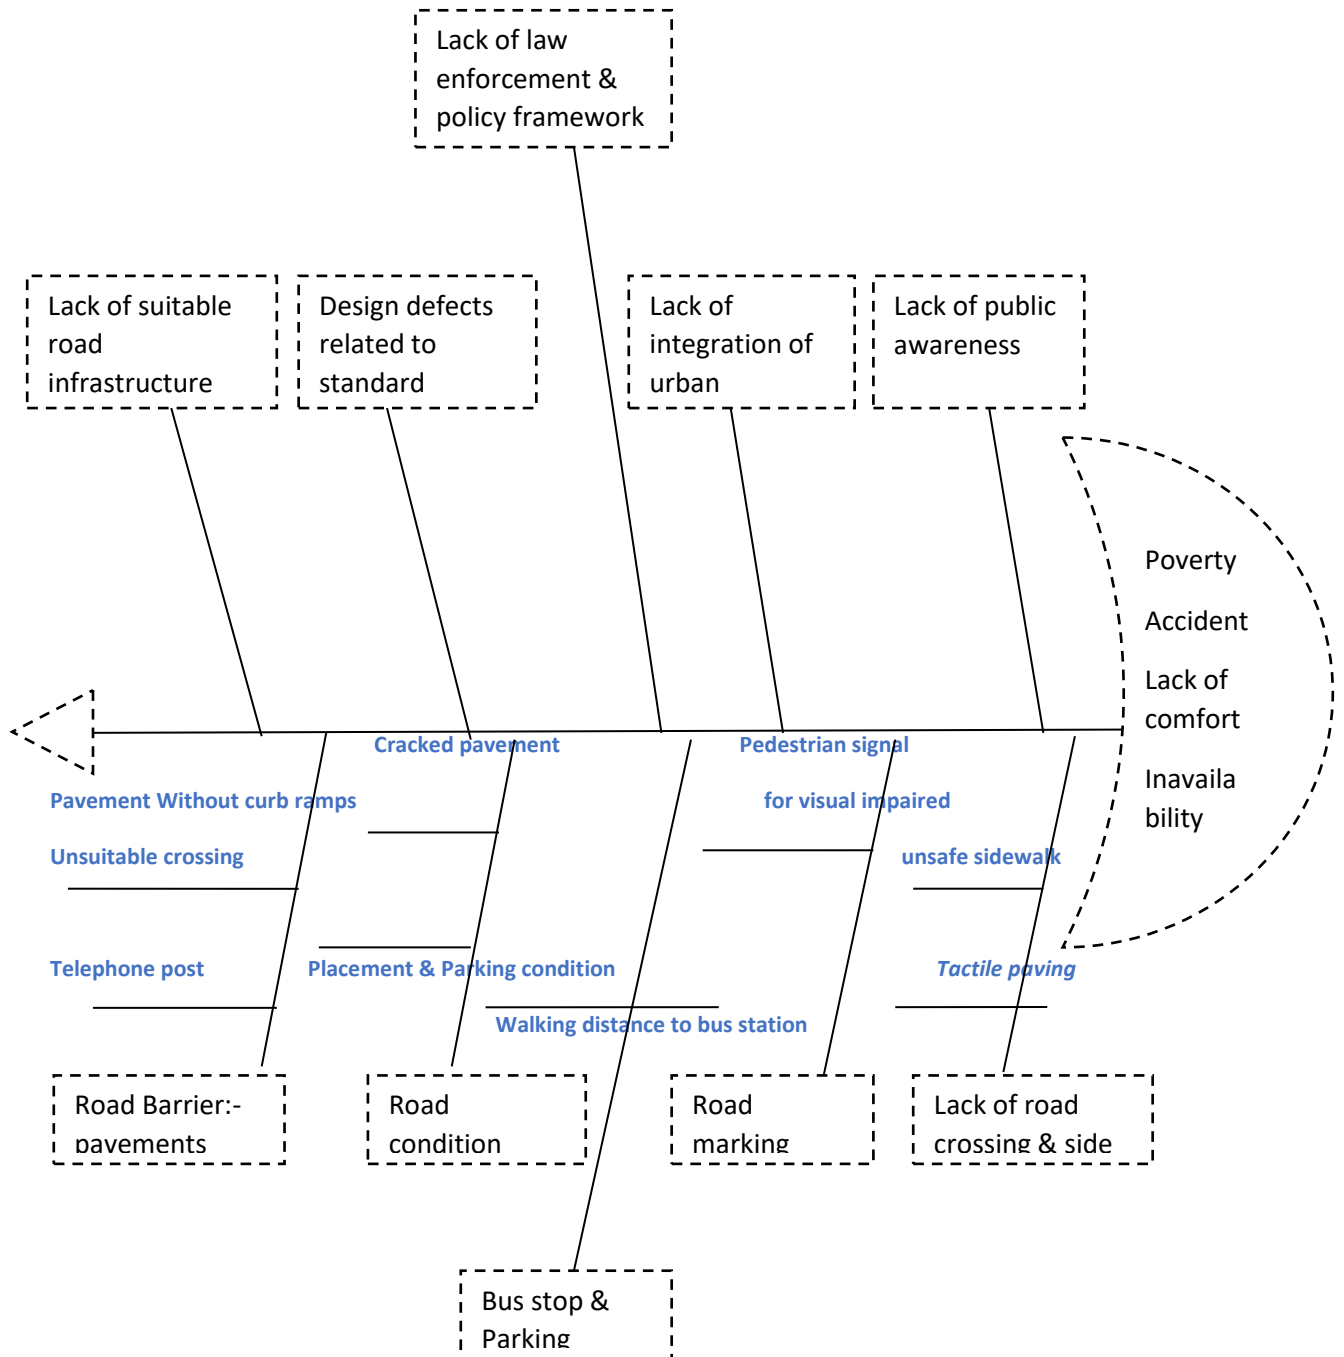 Lack of law
enforcement &
policy framework
Lack of suitable
road
infrastructure
Design defects
related to
standard
Lack of
integration of
urban
Lack of public
awareness
Poverty
Accident
Lack of
comfort
Inavaila
bility
Cracked pavement
Pedestrian signal
Pavement Without curb ramps
for visual impaired
Unsuitable crossing
unsafe sidewalk
Telephone post
Placement & Parking condition
Tactile paving
Walking distance to bus station
Road Barrier:-
pavements
Road
condition
Road
marking
Lack of road
crossing & side
Bus stop &
Parking